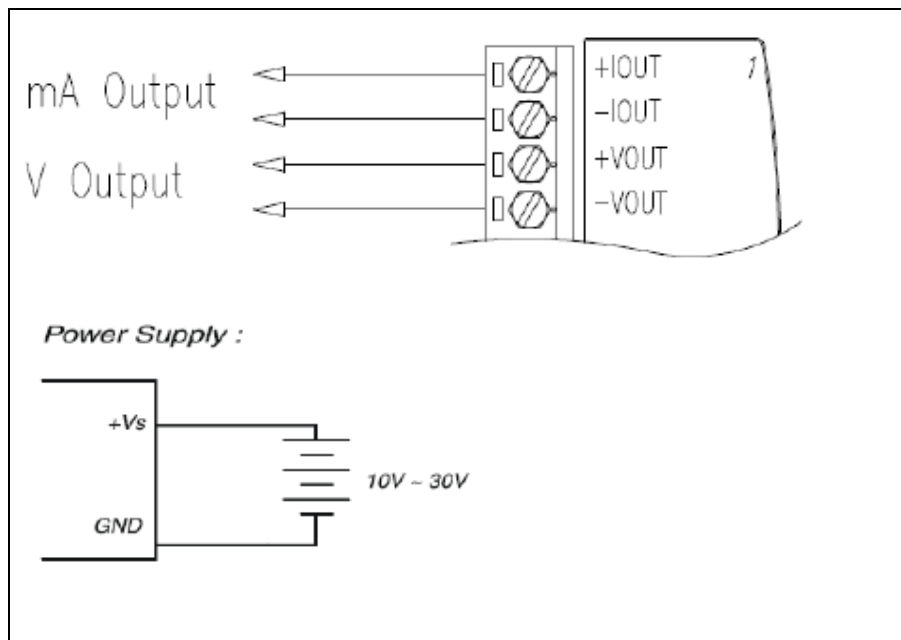 mA Output
V Output
+IOUT 1
−IOUT
+VOUT
−VOUT
Power Supply :
+Vs
10V ~ 30V
GND